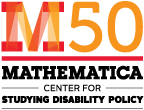 M50
MATHEMATICA
CENTER FOR
STUDYING DISABILITY POLICY